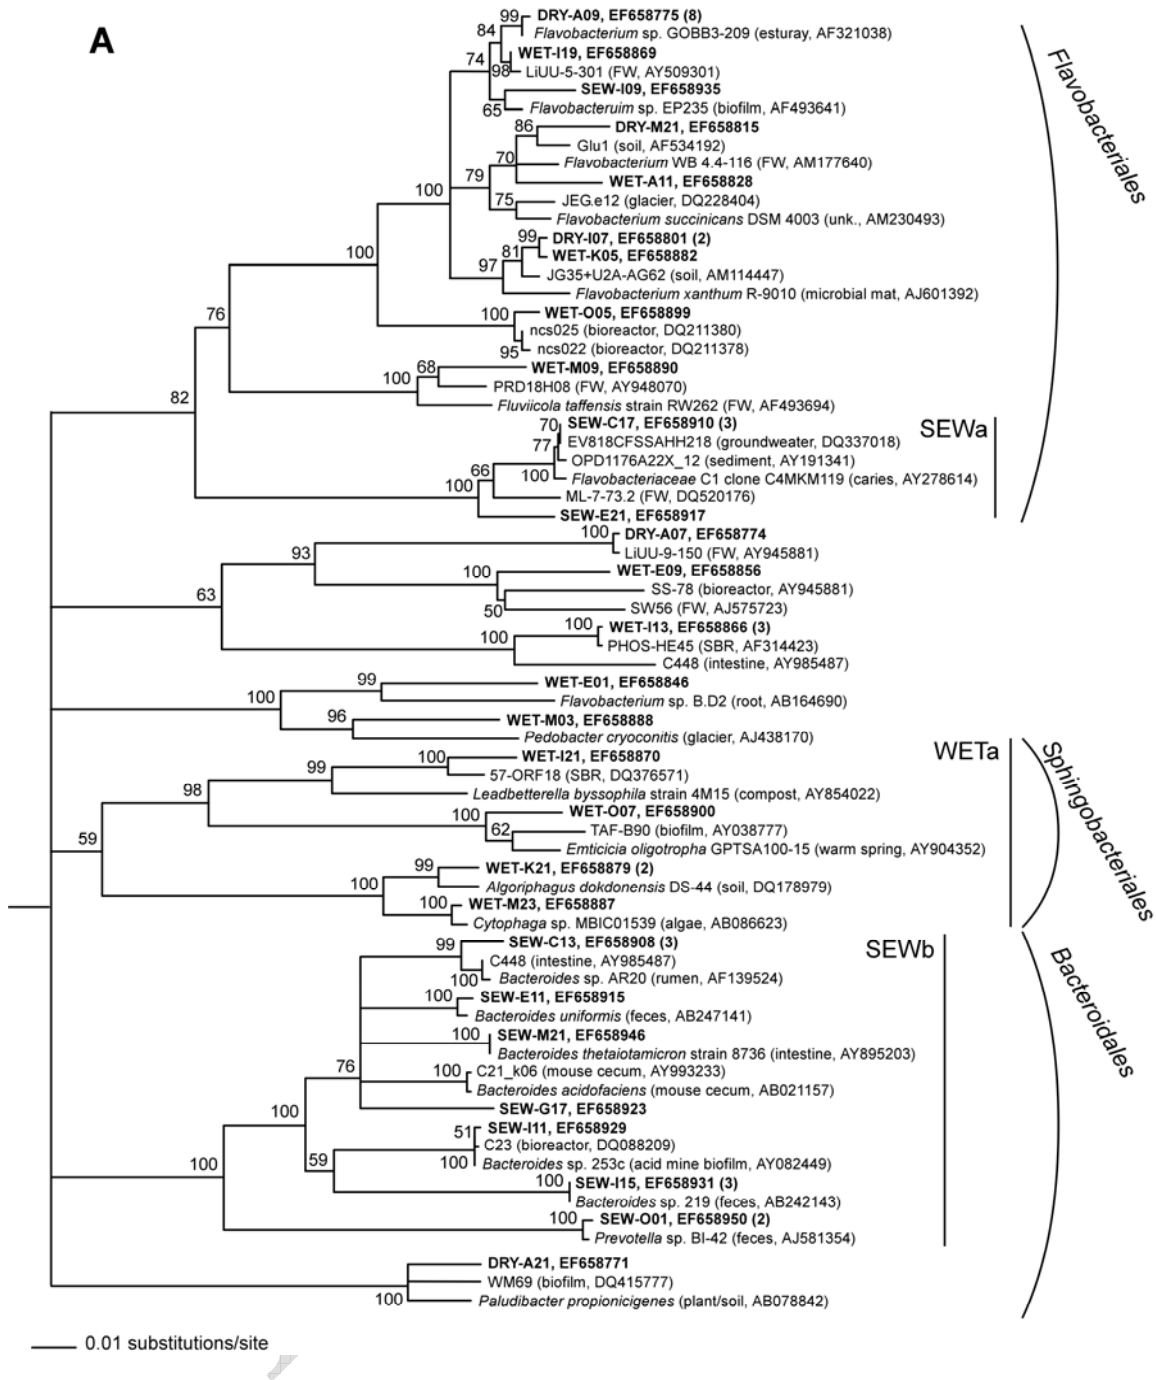 A
99 DRY-A09, EF658775 (8)
84
Flavobacterium sp. GOBB3-209 (esturay, AF321038)
WET-I19, EF658869
74
98 LiUU-5-301 (FW, AY509301)
SEW-I09, EF658935
65 Flavobacteruim sp. EP235 (biofilm, AF493641)
86 DRY-M21, EF658815
Glu1 (soil, AF534192)
70 Flavobacterium WB 4.4-116 (FW, AM177640)
79 WET-A11, EF658828
100
75 JEG.e12 (glacier, DQ228404)
Flavobacterium succinicans DSM 4003 (unk., AM230493)
99 DRY-I07, EF658801 (2)
100 81 WET-K05, EF658882
97 JG35+U2A-AG62 (soil, AM114447)
Flavobacterium xanthum R-9010 (microbial mat, AJ601392)
76 100 WET-O05, EF658899
ncs025 (bioreactor, DQ211380)
95 ncs022 (bioreactor, DQ211378)
68 WET-M09, EF658890
100 PRD18H08 (FW, AY948070)
82 Fluviicola taffensis strain RW262 (FW, AF493694)
70 SEW-C17, EF658910 (3)
77 EV818CFSSAHH218 (groundwater, DQ337018)
OPD1176A22X_12 (sediment, AY191341)
66 100 Flavobacteriaceae C1 clone C4MKM119 (caries, AY278614)
100 ML-7-73.2 (FW, DQ520176)
SEW-E21, EF658917
SEWa
Flavobacteriales
100 DRY-A07, EF658774
93 LiUU-9-150 (FW, AY945881)
100 WET-E09, EF658856
63 SS-78 (bioreactor, AY945881)
50 SW56 (FW, AJ575723)
100 WET-I13, EF658866 (3)
100 PHOS-HE45 (SBR, AF314423)
C448 (intestine, AY985487)
99 WET-E01, EF658846
100 Flavobacterium sp. B.D2 (root, AB164690)
96 WET-M03, EF658888
Pedobacter cryoconitis (glacier, AJ438170)
100 WET-I21, EF658870
99 57-ORF18 (SBR, DQ376571)
98 Leadbetterella byssophila strain 4M15 (compost, AY854022)
100 WET-O07, EF658900
62 TAF-B90 (biofilm, AY038777)
59 Emticicia oligotropha GPTSA100-15 (warm spring, AY904352)
99 WET-K21, EF658879 (2)
100 Algoriphagus dokdonensis DS-44 (soil, DQ178979)
100 WET-M23, EF658887
Cytophaga sp. MBIC01539 (algae, AB086623)
WETa
Sphingobacteriales
99 SEW-C13, EF658908 (3)
C448 (intestine, AY985487)
100 Bacteroides sp. AR20 (rumen, AF139524)
100 SEW-E11, EF658915
Bacteroides uniformis (feces, AB247141)
100 SEW-M21, EF658946
Bacteroides thetaiotamicron strain 8736 (intestine, AY895203)
76 C21_k06 (mouse cecum, AY993233)
100 Bacteroides acidofaciens (mouse cecum, AB021157)
100 SEW-G17, EF658923
51 SEW-I11, EF658929
C23 (bioreactor, DQ088209)
100 59 100 Bacteroides sp. 253c (acid mine biofilm, AY082449)
100 SEW-I15, EF658931 (3)
Bacteroides sp. 219 (feces, AB242143)
100 SEW-O01, EF658950 (2)
Prevotella sp. BI-42 (feces, AJ581354)
SEWb
Bacteroidales
DRY-A21, EF658771
WM69 (biofilm, DQ415777)
100 Paludibacter propionicigenes (plant/soil, AB078842)
0.01 substitutions/site